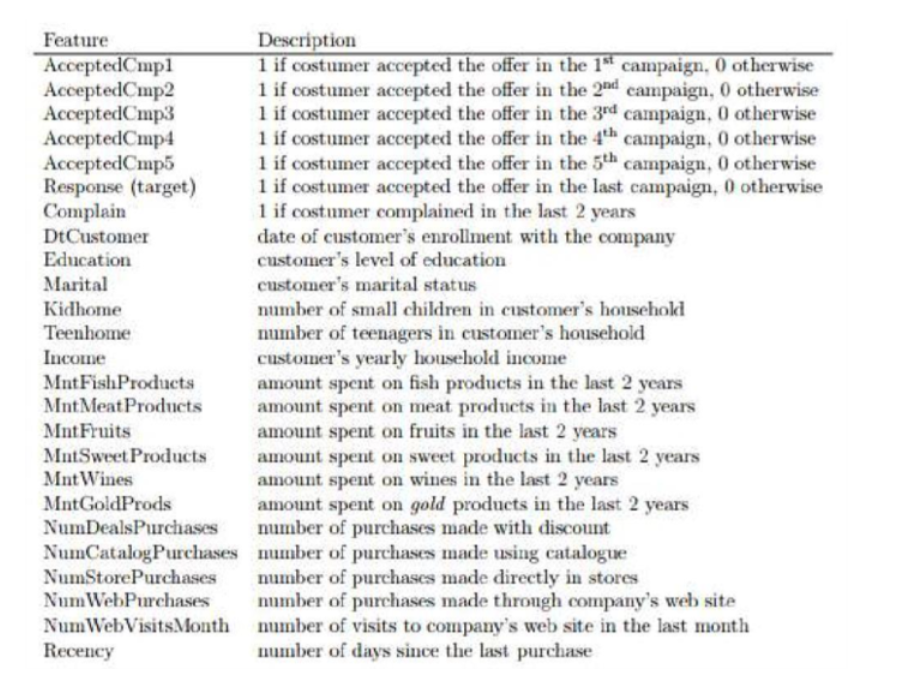 Feature Description
AcceptedCmp1 1 if costumer accepted the offer in the 1st campaign, 0 otherwise
AcceptedCmp2 1 if costumer accepted the offer in the 2nd campaign, 0 otherwise
AcceptedCmp3 1 if costumer accepted the offer in the 3rd campaign, 0 otherwise
AcceptedCmp4 1 if costumer accepted the offer in the 4th campaign, 0 otherwise
AcceptedCmp5 1 if costumer accepted the offer in the 5th campaign, 0 otherwise
Response (target) 1 if costumer accepted the offer in the last campaign, 0 otherwise
Complain 1 if costumer complained in the last 2 years
DtCustomer date of customer's enrollment with the company
Education customer's level of education
Marital customer's marital status
Kidhome number of small children in customer's household
Teenhome number of teenagers in customer's household
Income customer's yearly household income
MntFishProducts amount spent on fish products in the last 2 years
MntMeatProducts amount spent on meat products in the last 2 years
MntFruits amount spent on fruits in the last 2 years
MntSweetProducts amount spent on sweet products in the last 2 years
MntWines amount spent on wines in the last 2 years
MntGoldProds amount spent on gold products in the last 2 years
NumDealsPurchases number of purchases made with discount
NumCatalogPurchases number of purchases made using catalogue
NumStorePurchases number of purchases made directly in stores
NumWebPurchases number of purchases made through company's web site
NumWebVisitsMonth number of visits to company's web site in the last month
Recency number of days since the last purchase